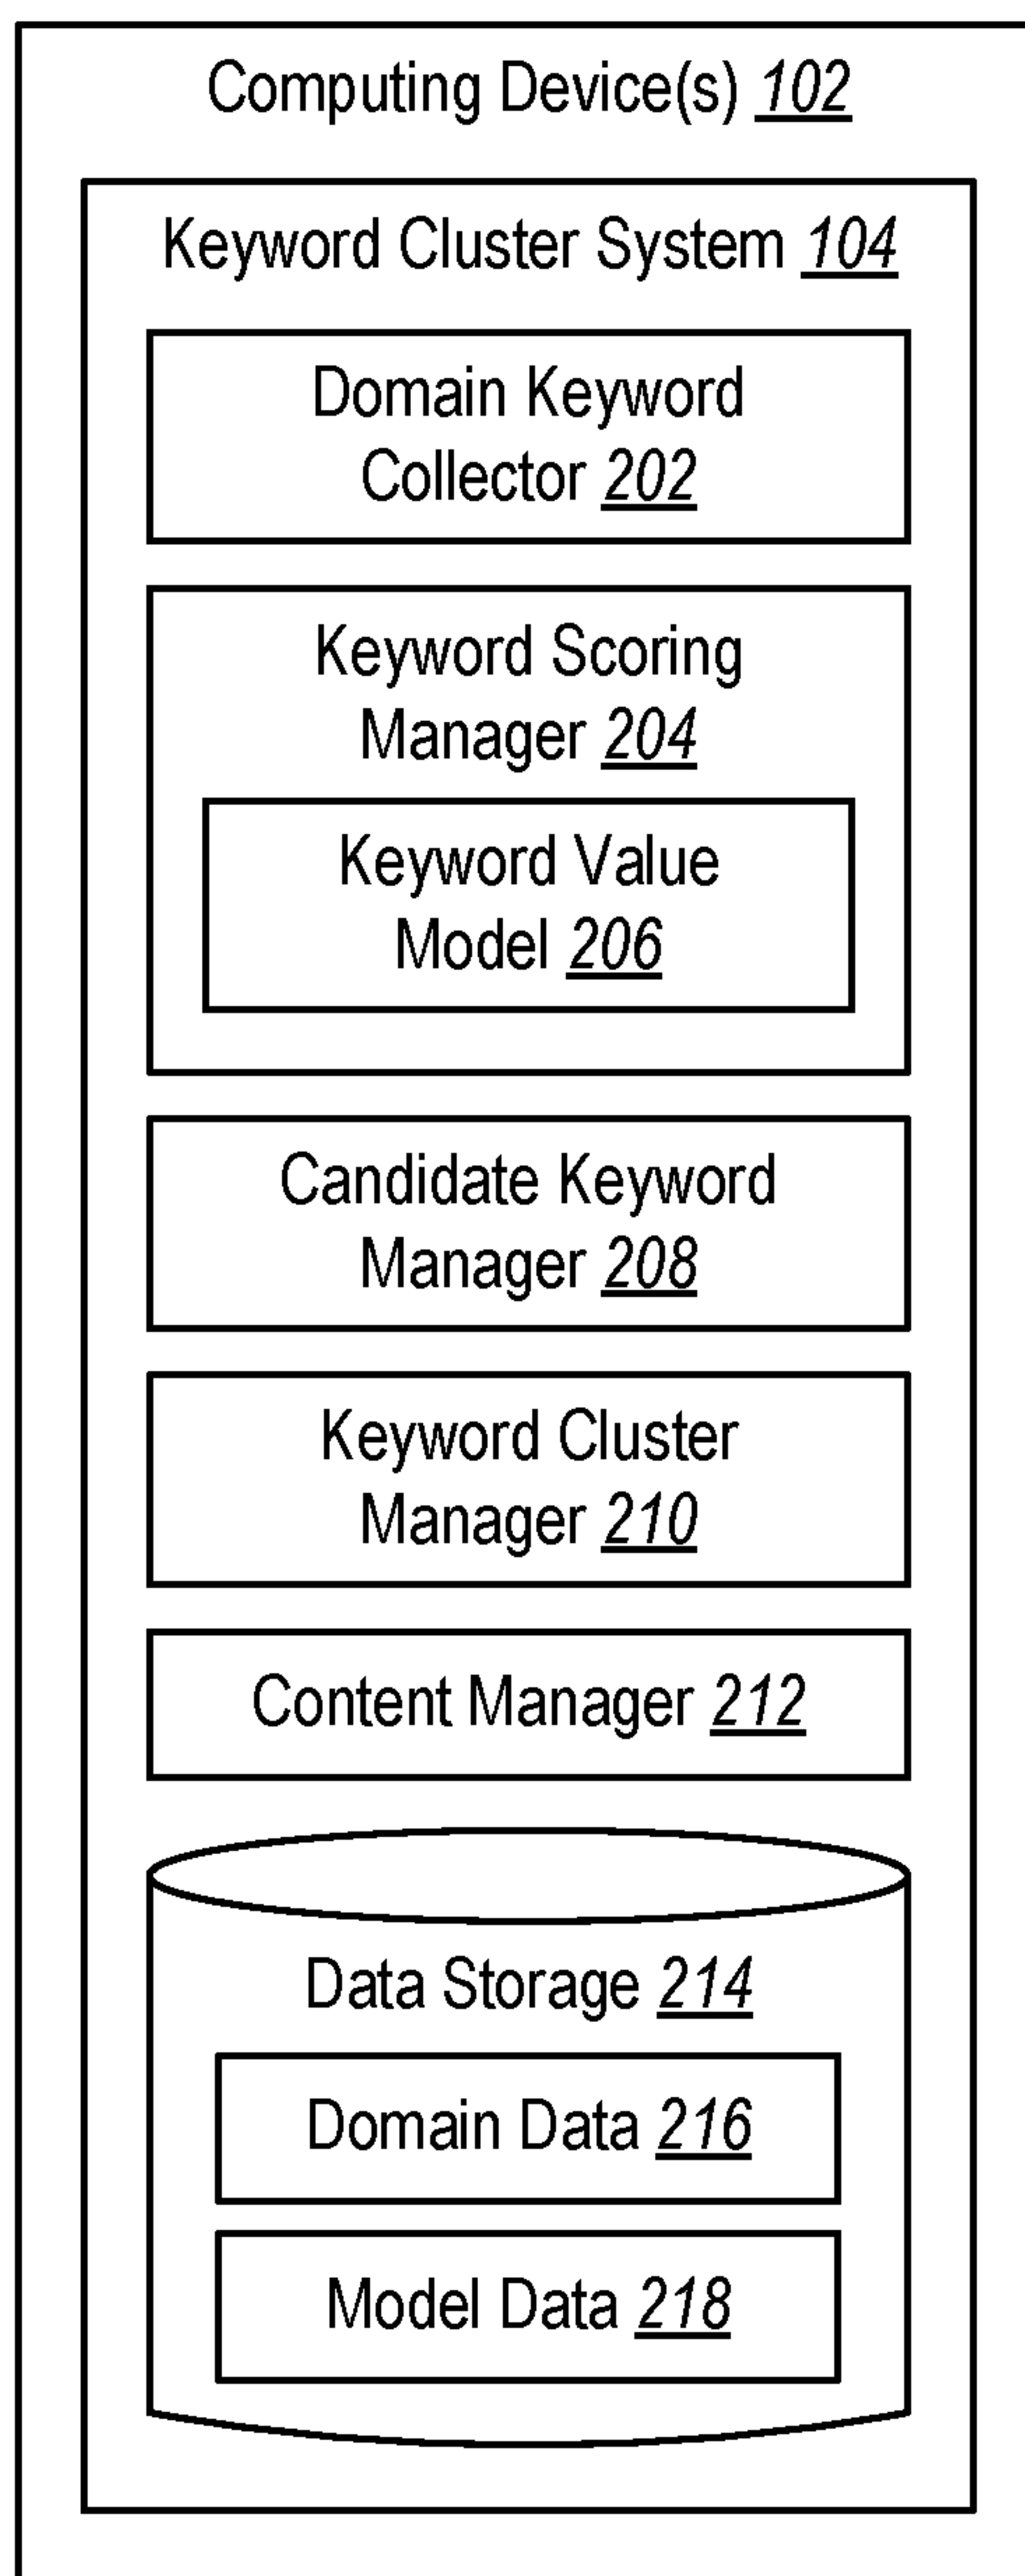 Computing Device(s) 102
Keyword Cluster System 104
Domain Keyword
Collector 202
Keyword Scoring
Manager 204
Keyword Value
Model 206
Candidate Keyword
Manager 208
Keyword Cluster
Manager 210
Content Manager 212
Data Storage 214
Domain Data 216
Model Data 218